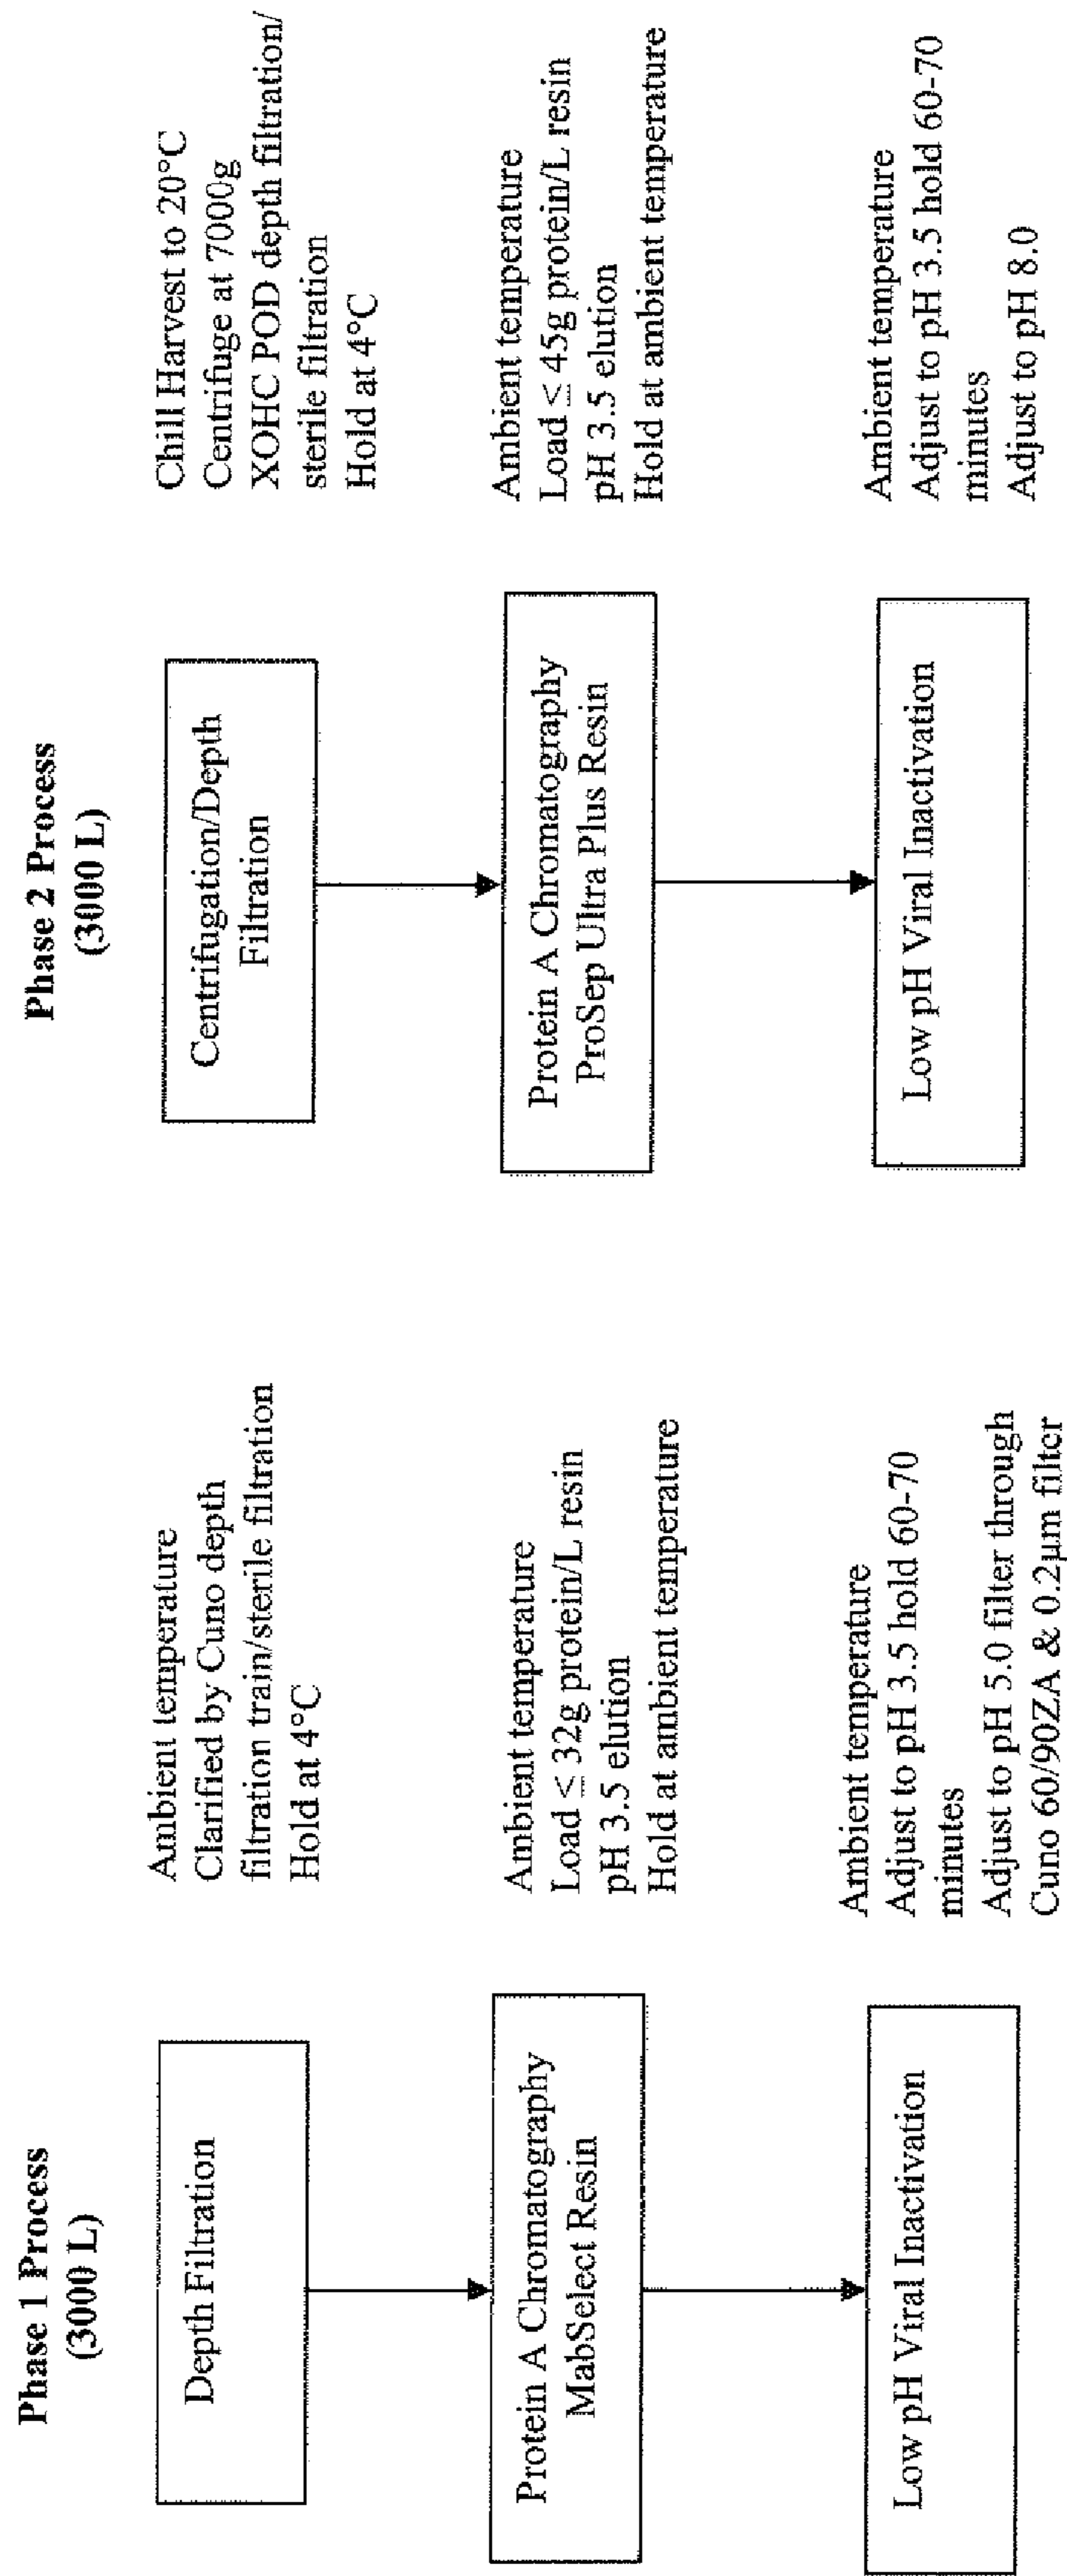 Phase 1 Process
(3000 L)
Depth Filtration
Ambient temperature
Clarified by Cuno depth
filtration train/sterile filtration
Hold at 4°C
Protein A Chromatography
MabSelect Resin
Ambient temperature
Load ≤ 32g protein/L resin
pH 3.5 elution
Hold at ambient temperature
Low pH Viral Inactivation
Ambient temperature
Adjust to pH 3.5 hold 60-70
minutes
Adjust to pH 5.0 filter through
Cuno 60/90ZA & 0.2µm filter
Phase 2 Process
(3000 L)
Centrifugation/Depth
Filtration
Chill Harvest to 20°C
Centrifuge at 7000g
XOHC POD depth filtration/
sterile filtration
Hold at 4°C
Protein A Chromatography
ProSep Ultra Plus Resin
Ambient temperature
Load ≤ 45g protein/L resin
pH 3.5 elution
Hold at ambient temperature
Low pH Viral Inactivation
Ambient temperature
Adjust to pH 3.5 hold 60-70
minutes
Adjust to pH 8.0